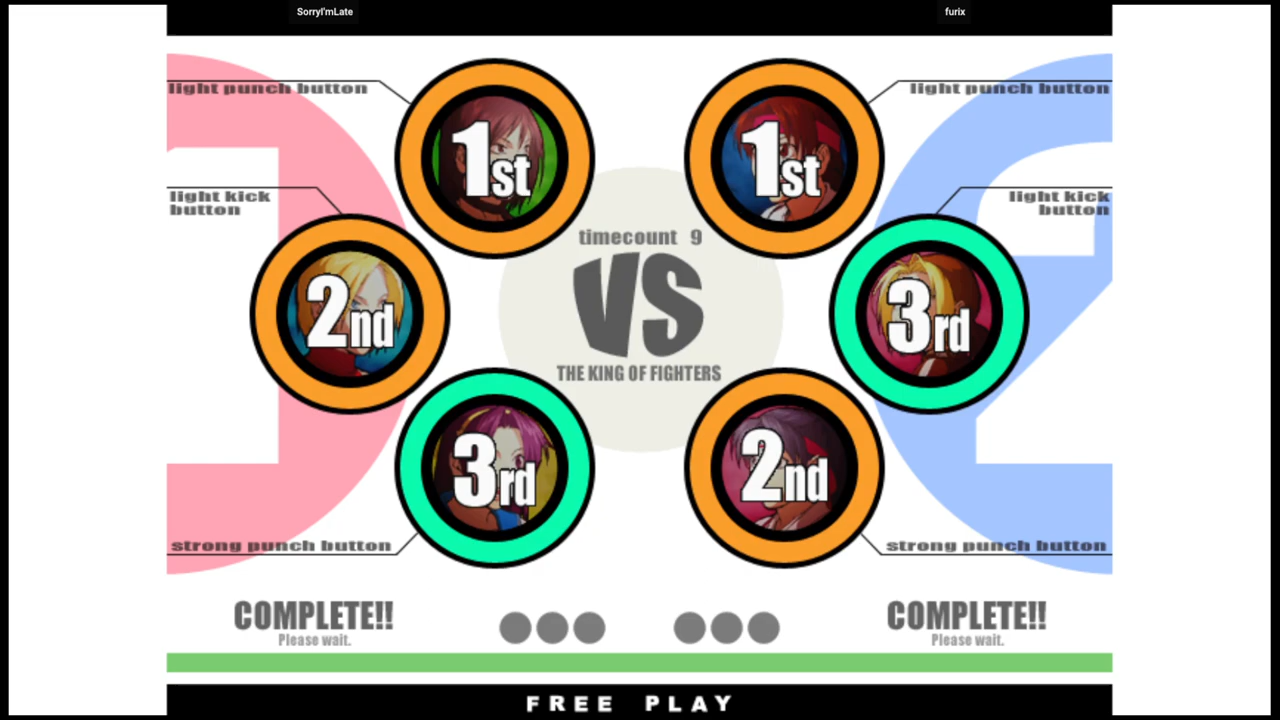 SorryI'mLate
furix
light punch button
light punch button
1st
1st
light kick
button
light kick
button
timecount 9
VS
THE KING OF FIGHTERS
2nd
3rd
3rd
2nd
strong punch button
strong punch button
COMPLETE!!
Please wait.
COMPLETE!!
Please wait.
FREE PLAY